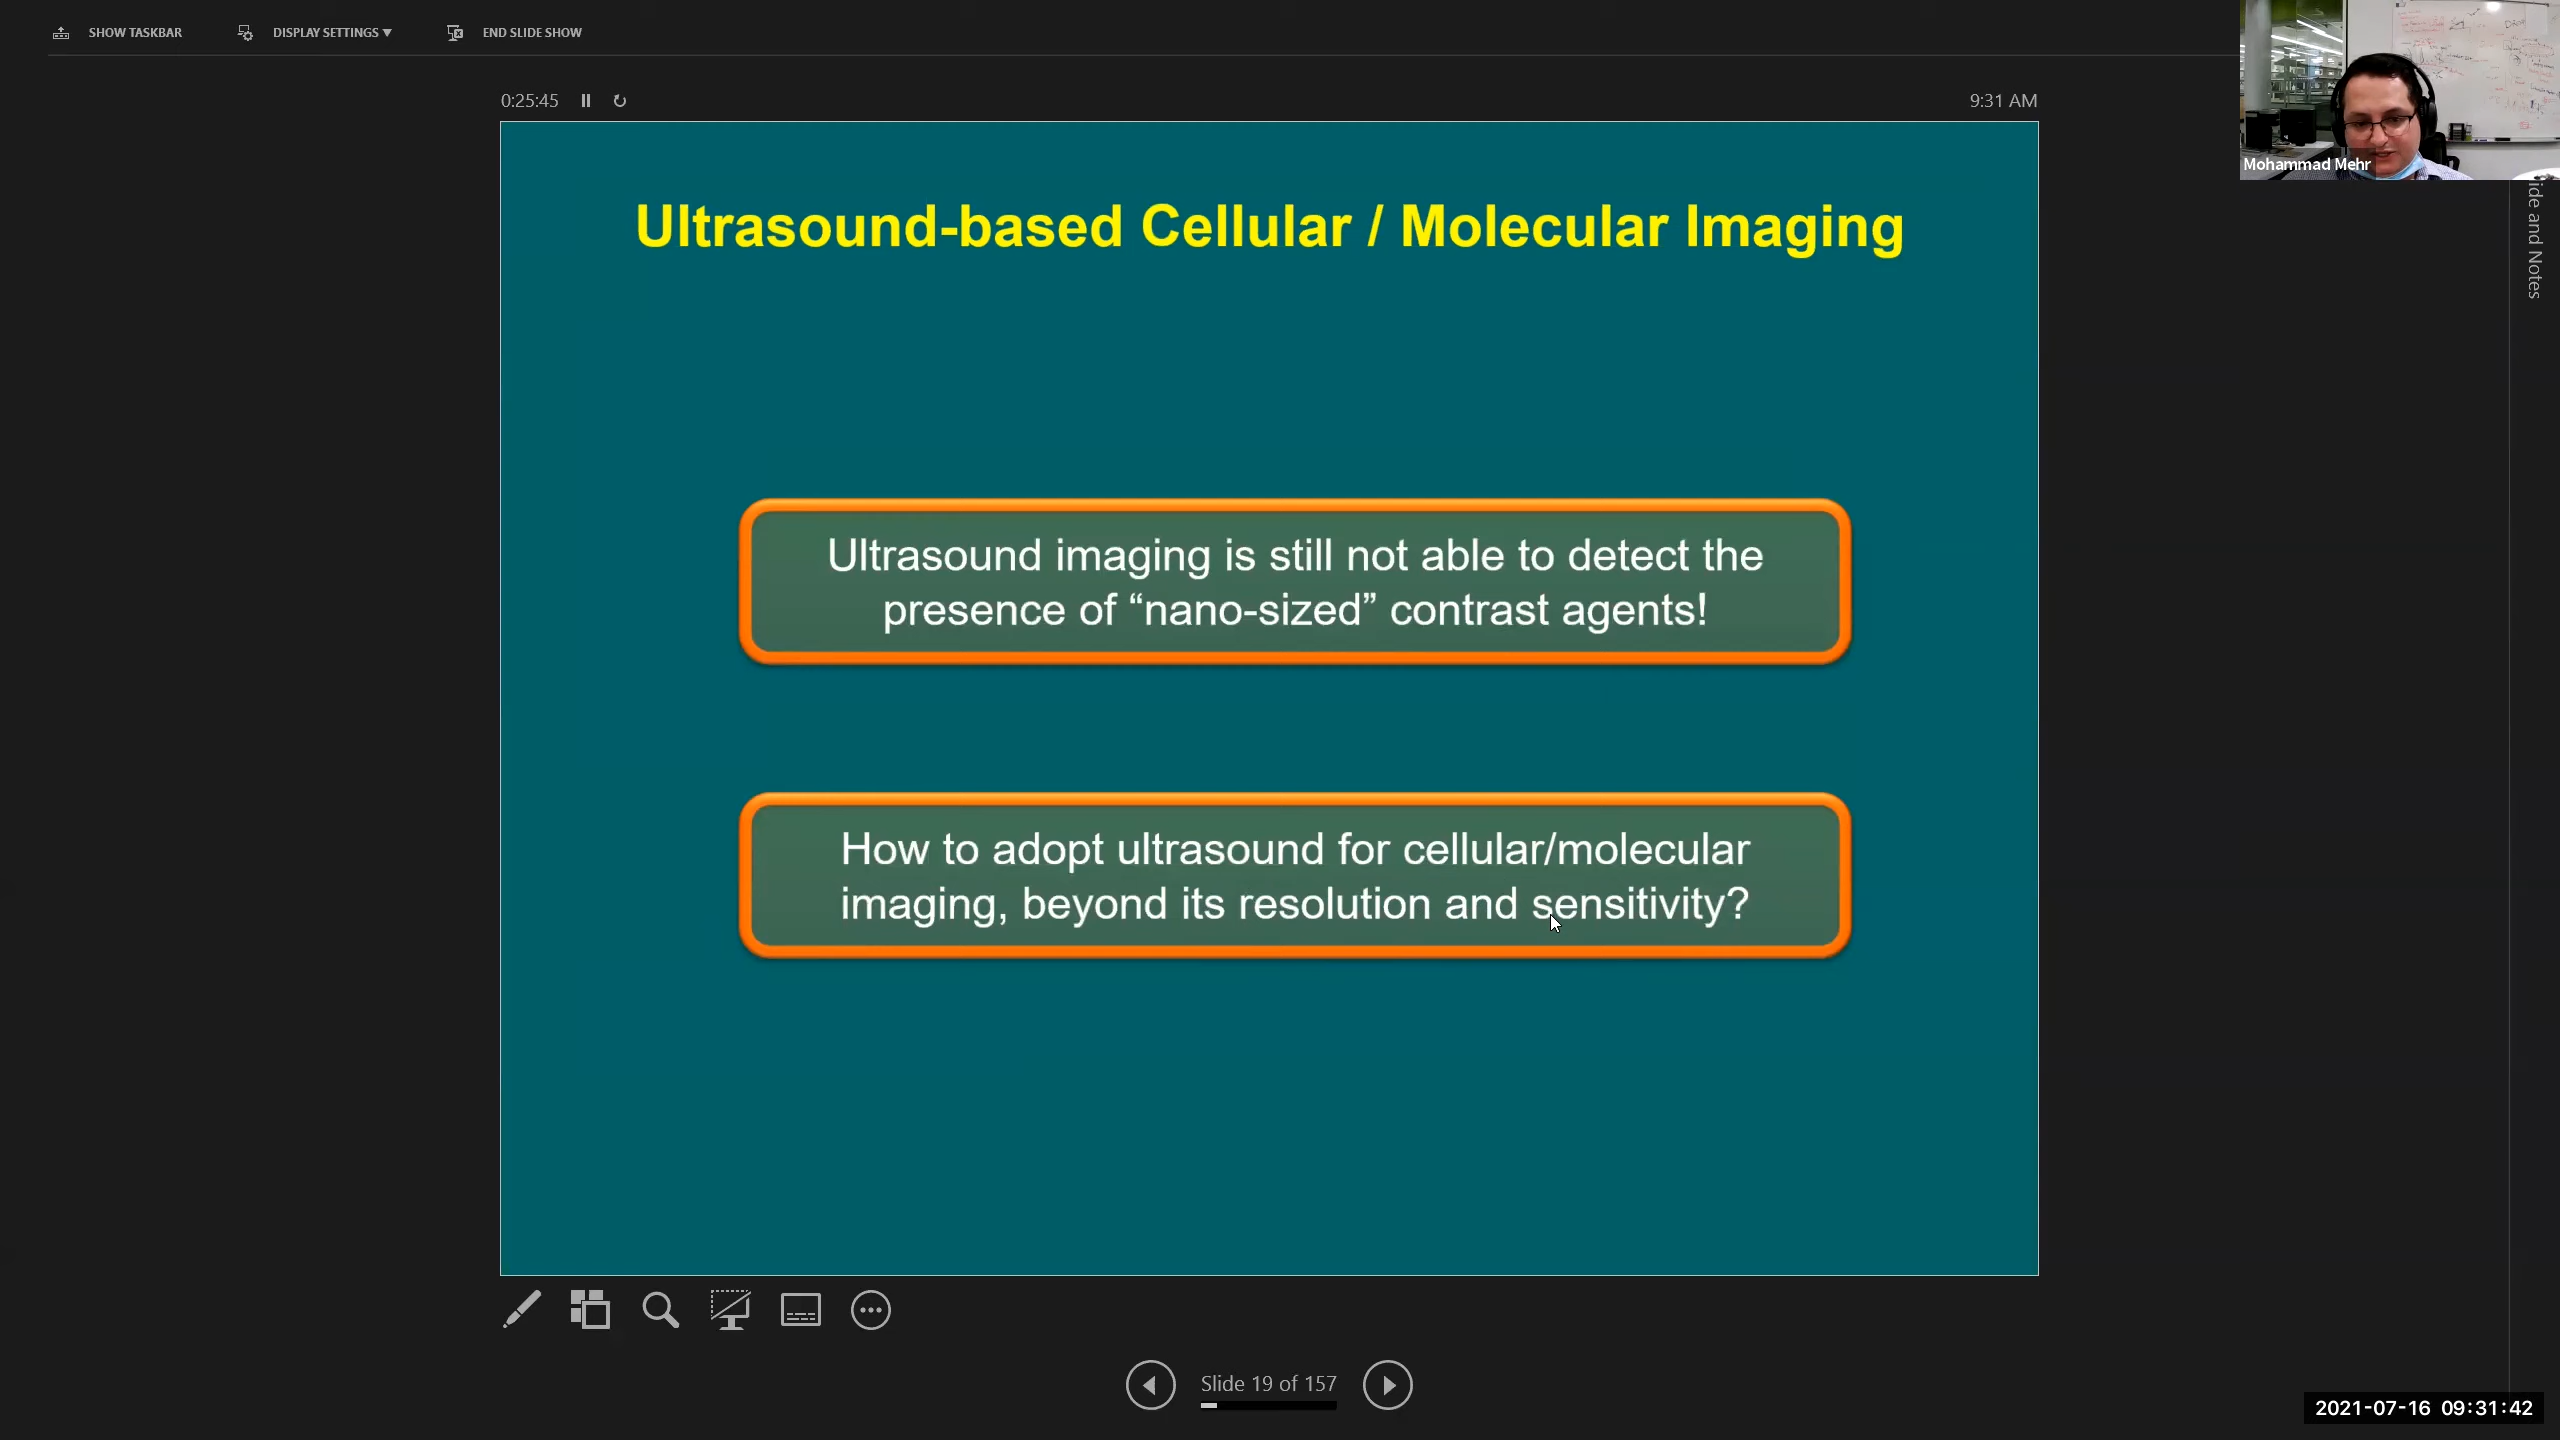 SHOW TASKBAR
DISPLAY SETTINGS ▼
END SLIDE SHOW
0:25:45
9:31 AM
Mohammad Mehr
ide and Notes
Ultrasound-based Cellular / Molecular Imaging
Ultrasound imaging is still not able to detect the
presence of “nano-sized” contrast agents!
How to adopt ultrasound for cellular/molecular
imaging, beyond its resolution and sensitivity?
Slide 19 of 157
2021-07-16 09:31:42